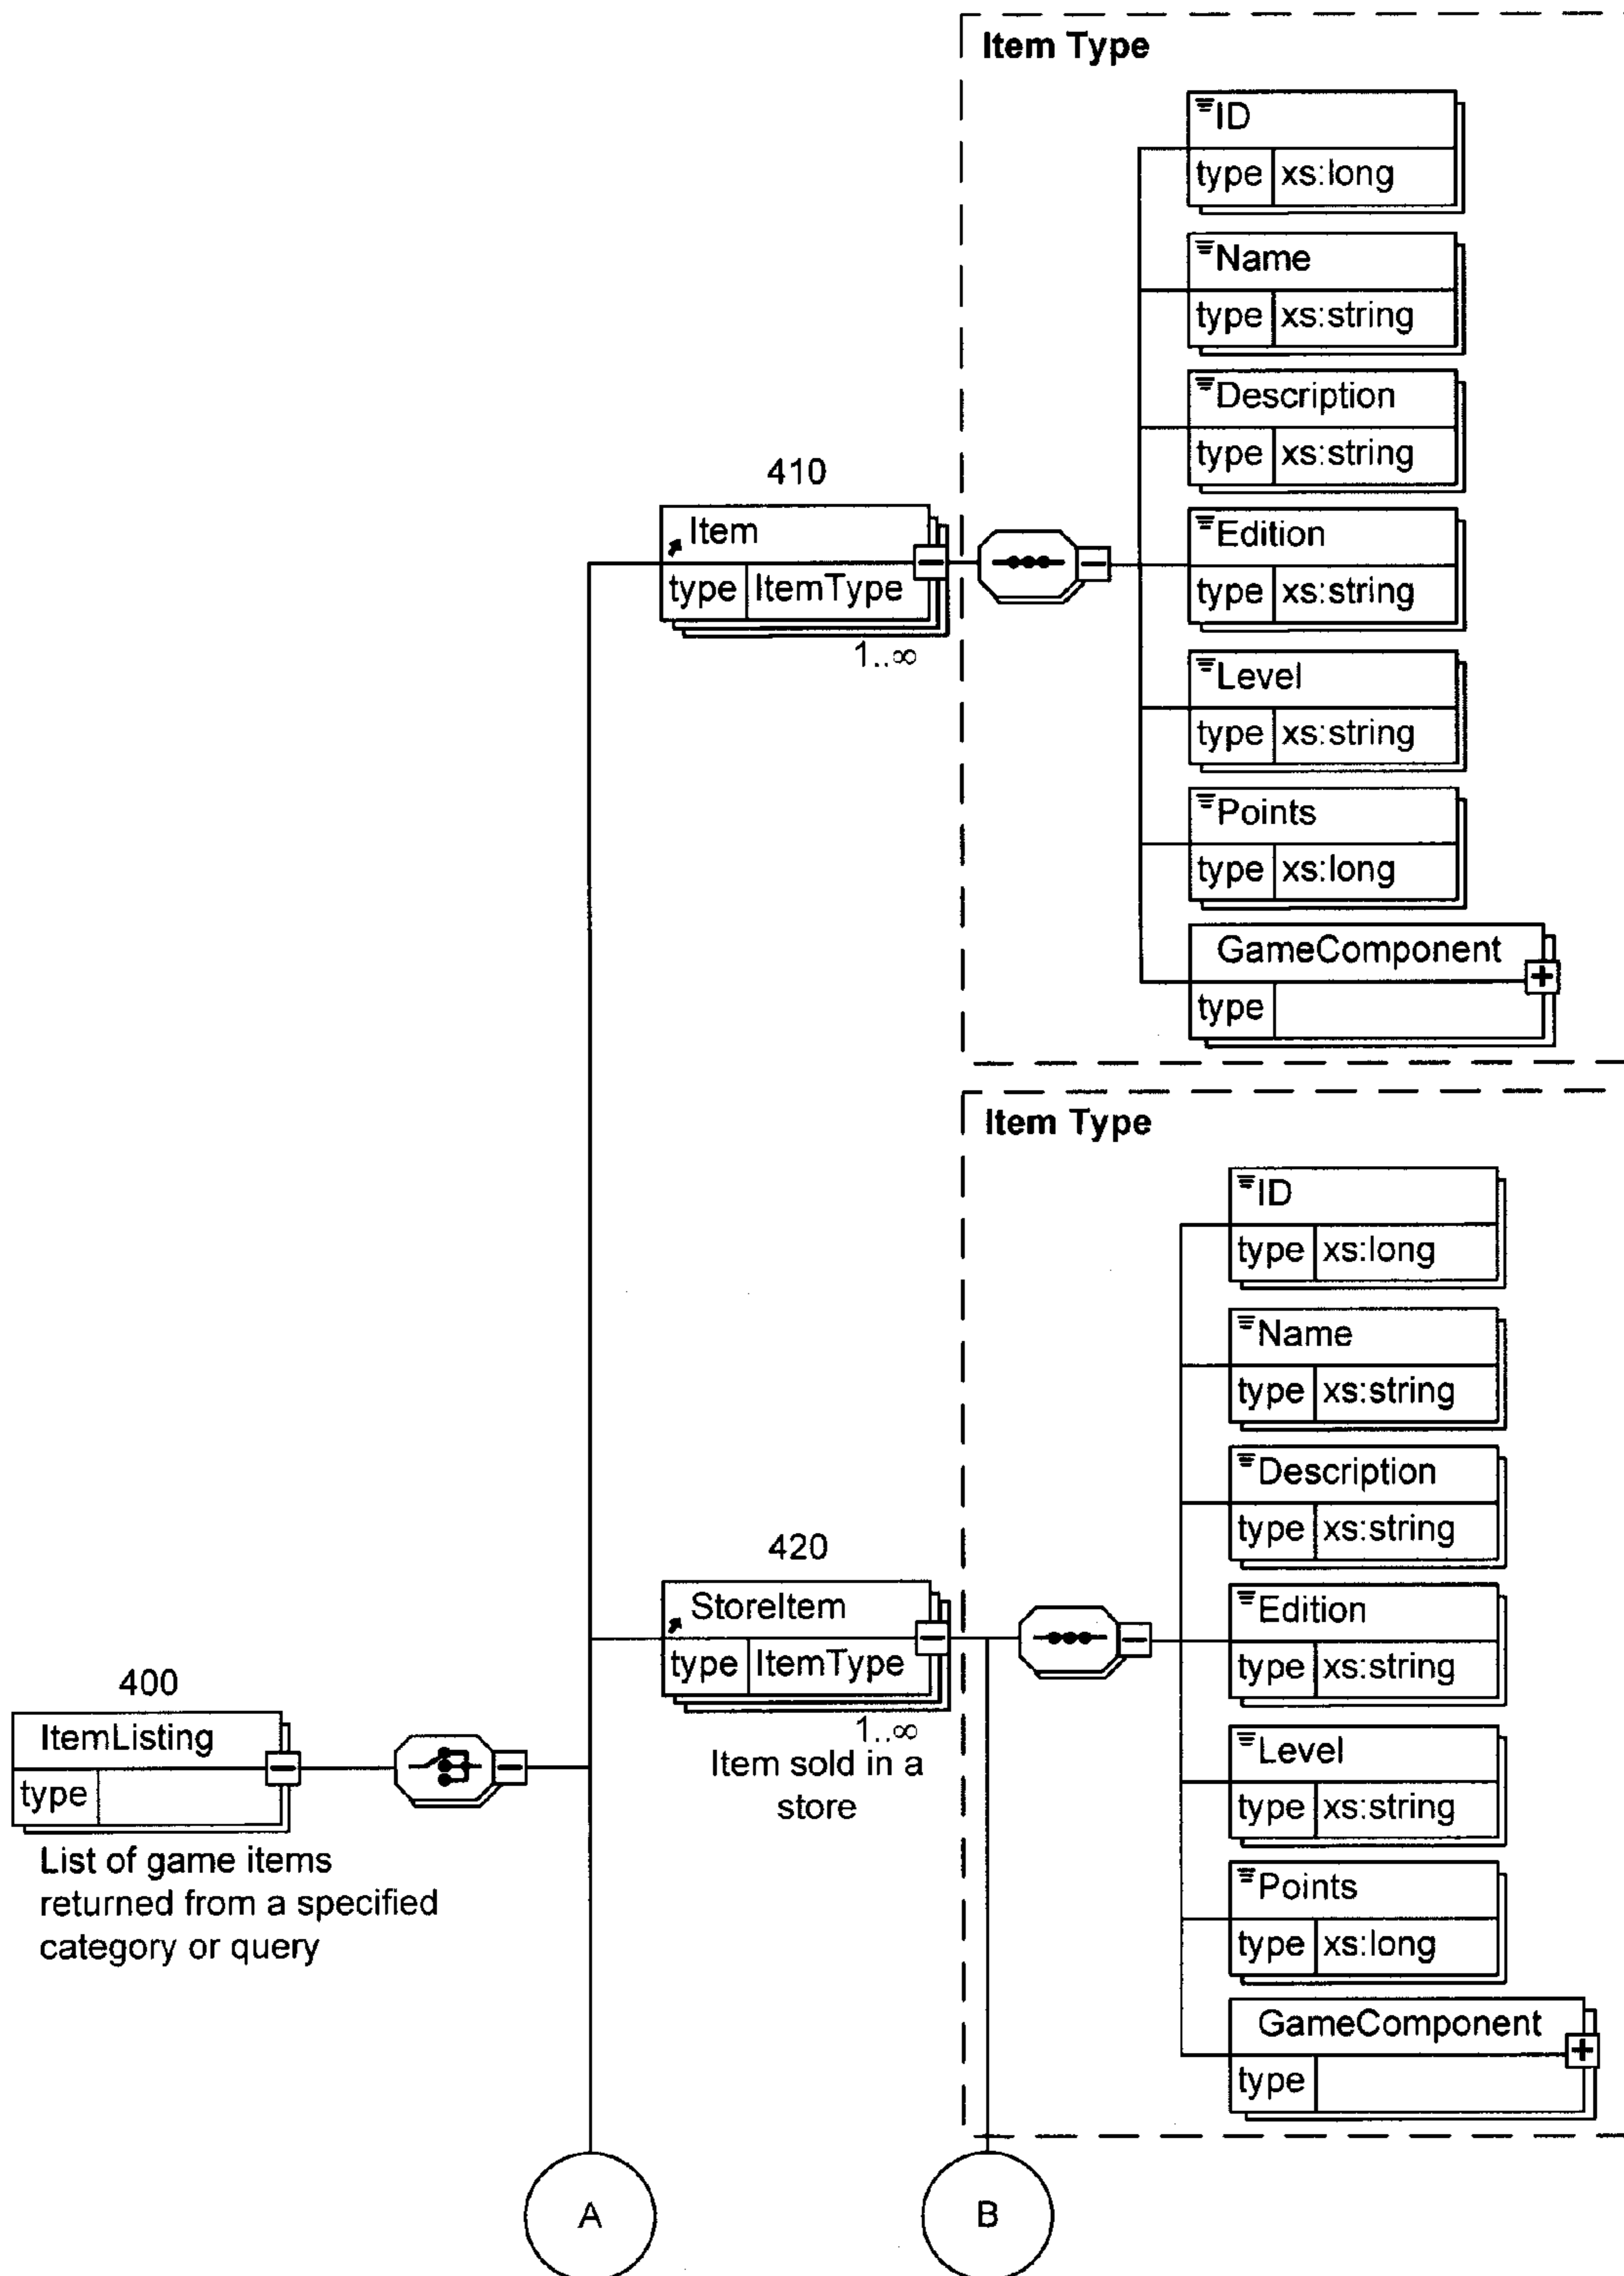 Item Type
ID
type xs:long
Name
type xs:string
Description
type xs:string
410
Item
type ItemType
1..∞
Edition
type xs:string
Level
type xs:string
Points
type xs:long
GameComponent
type
Item Type
ID
type xs:long
Name
type xs:string
Description
type xs:string
420
StoreItem
type ItemType
1..∞
Item sold in a
store
Edition
type xs:string
Level
type xs:string
Points
type xs:long
GameComponent
type
400
ItemListing
type
List of game items
returned from a specified
category or query
A
B